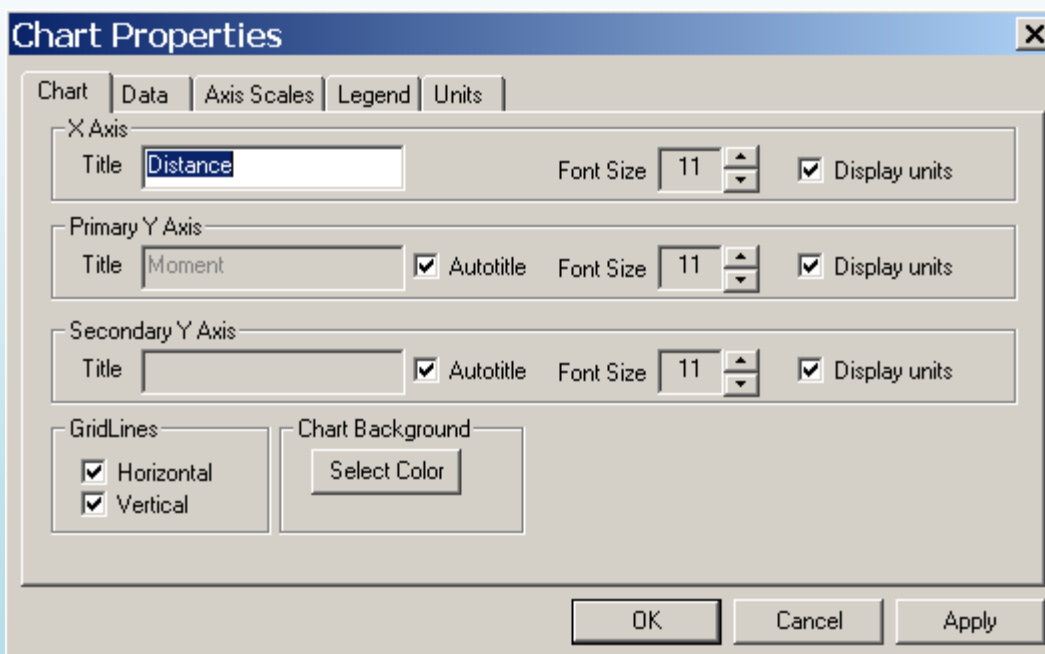 Chart Properties
Chart Data Axis Scales Legend Units
X Axis
Title Distance Font Size 11 Display units
Primary Y Axis
Title Moment Autotitle Font Size 11 Display units
Secondary Y Axis
Title Autotitle Font Size 11 Display units
GridLines Chart Background
Horizontal Select Color
Vertical
OK Cancel Apply